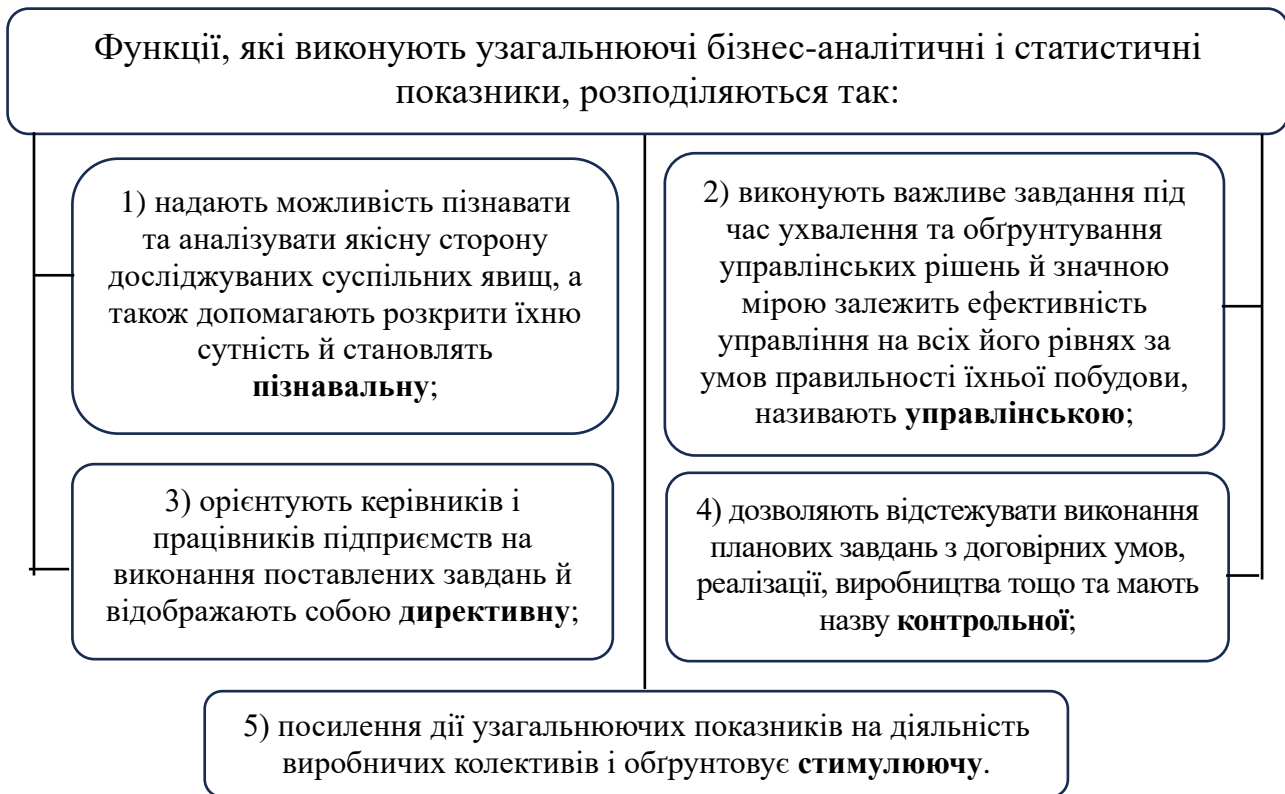 Функції, які виконують узагальнюючі бізнес-аналітичні і статистичні
показники, розподіляються так:
1) надають можливість пізнавати
та аналізувати якісну сторону
досліджуваних суспільних явищ, а
також допомагають розкрити їхню
сутність й становлять
пізнавальну;
2) виконують важливе завдання під
час ухвалення та обґрунтування
управлінських рішень й значною
мірою залежить ефективність
управління на всіх його рівнях за
умов правильності їхньої побудови,
називають управлінською;
3) орієнтують керівників і
працівників підприємств на
виконання поставлених завдань й
відображають собою директивну;
4) дозволяють відстежувати виконання
планових завдань з договірних умов,
реалізації, виробництва тощо та мають
назву контрольної;
5) посилення дії узагальнюючих показників на діяльність
виробничих колективів і обґрунтовує стимулюючу.